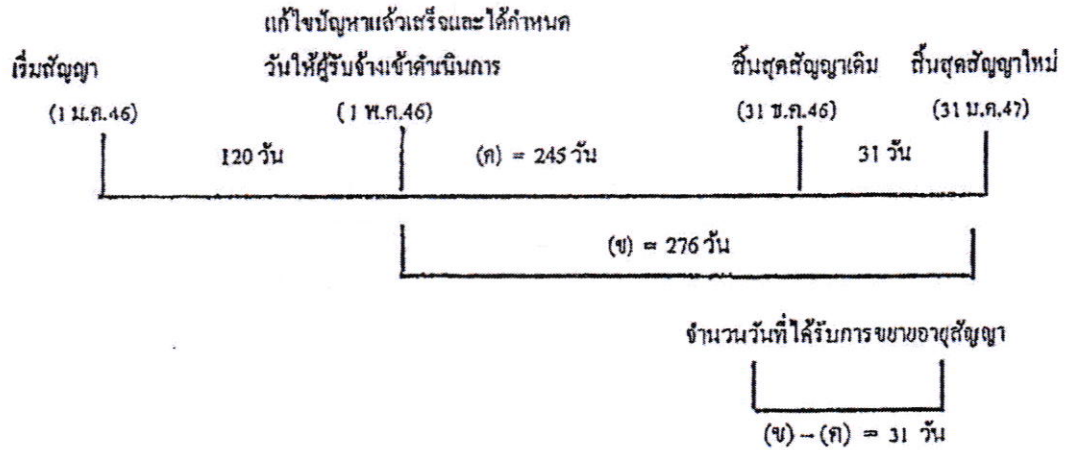 แก้ไขปัญหาแล้วเสร็จและได้กำหนด
เริ่มสัญญา วันให้ผู้รับจ้างเข้าดำเนินการ สิ้นสุดสัญญาเดิม สิ้นสุดสัญญาใหม่
(1 ม.ค.46) (1 พ.ค.46) (31 ธ.ค.46) (31 ม.ค.47)
120 วัน (ค) = 245 วัน 31 วัน
(ข) = 276 วัน
จำนวนวันที่ได้รับการขยายอายุสัญญา
(ข) – (ค) = 31 วัน